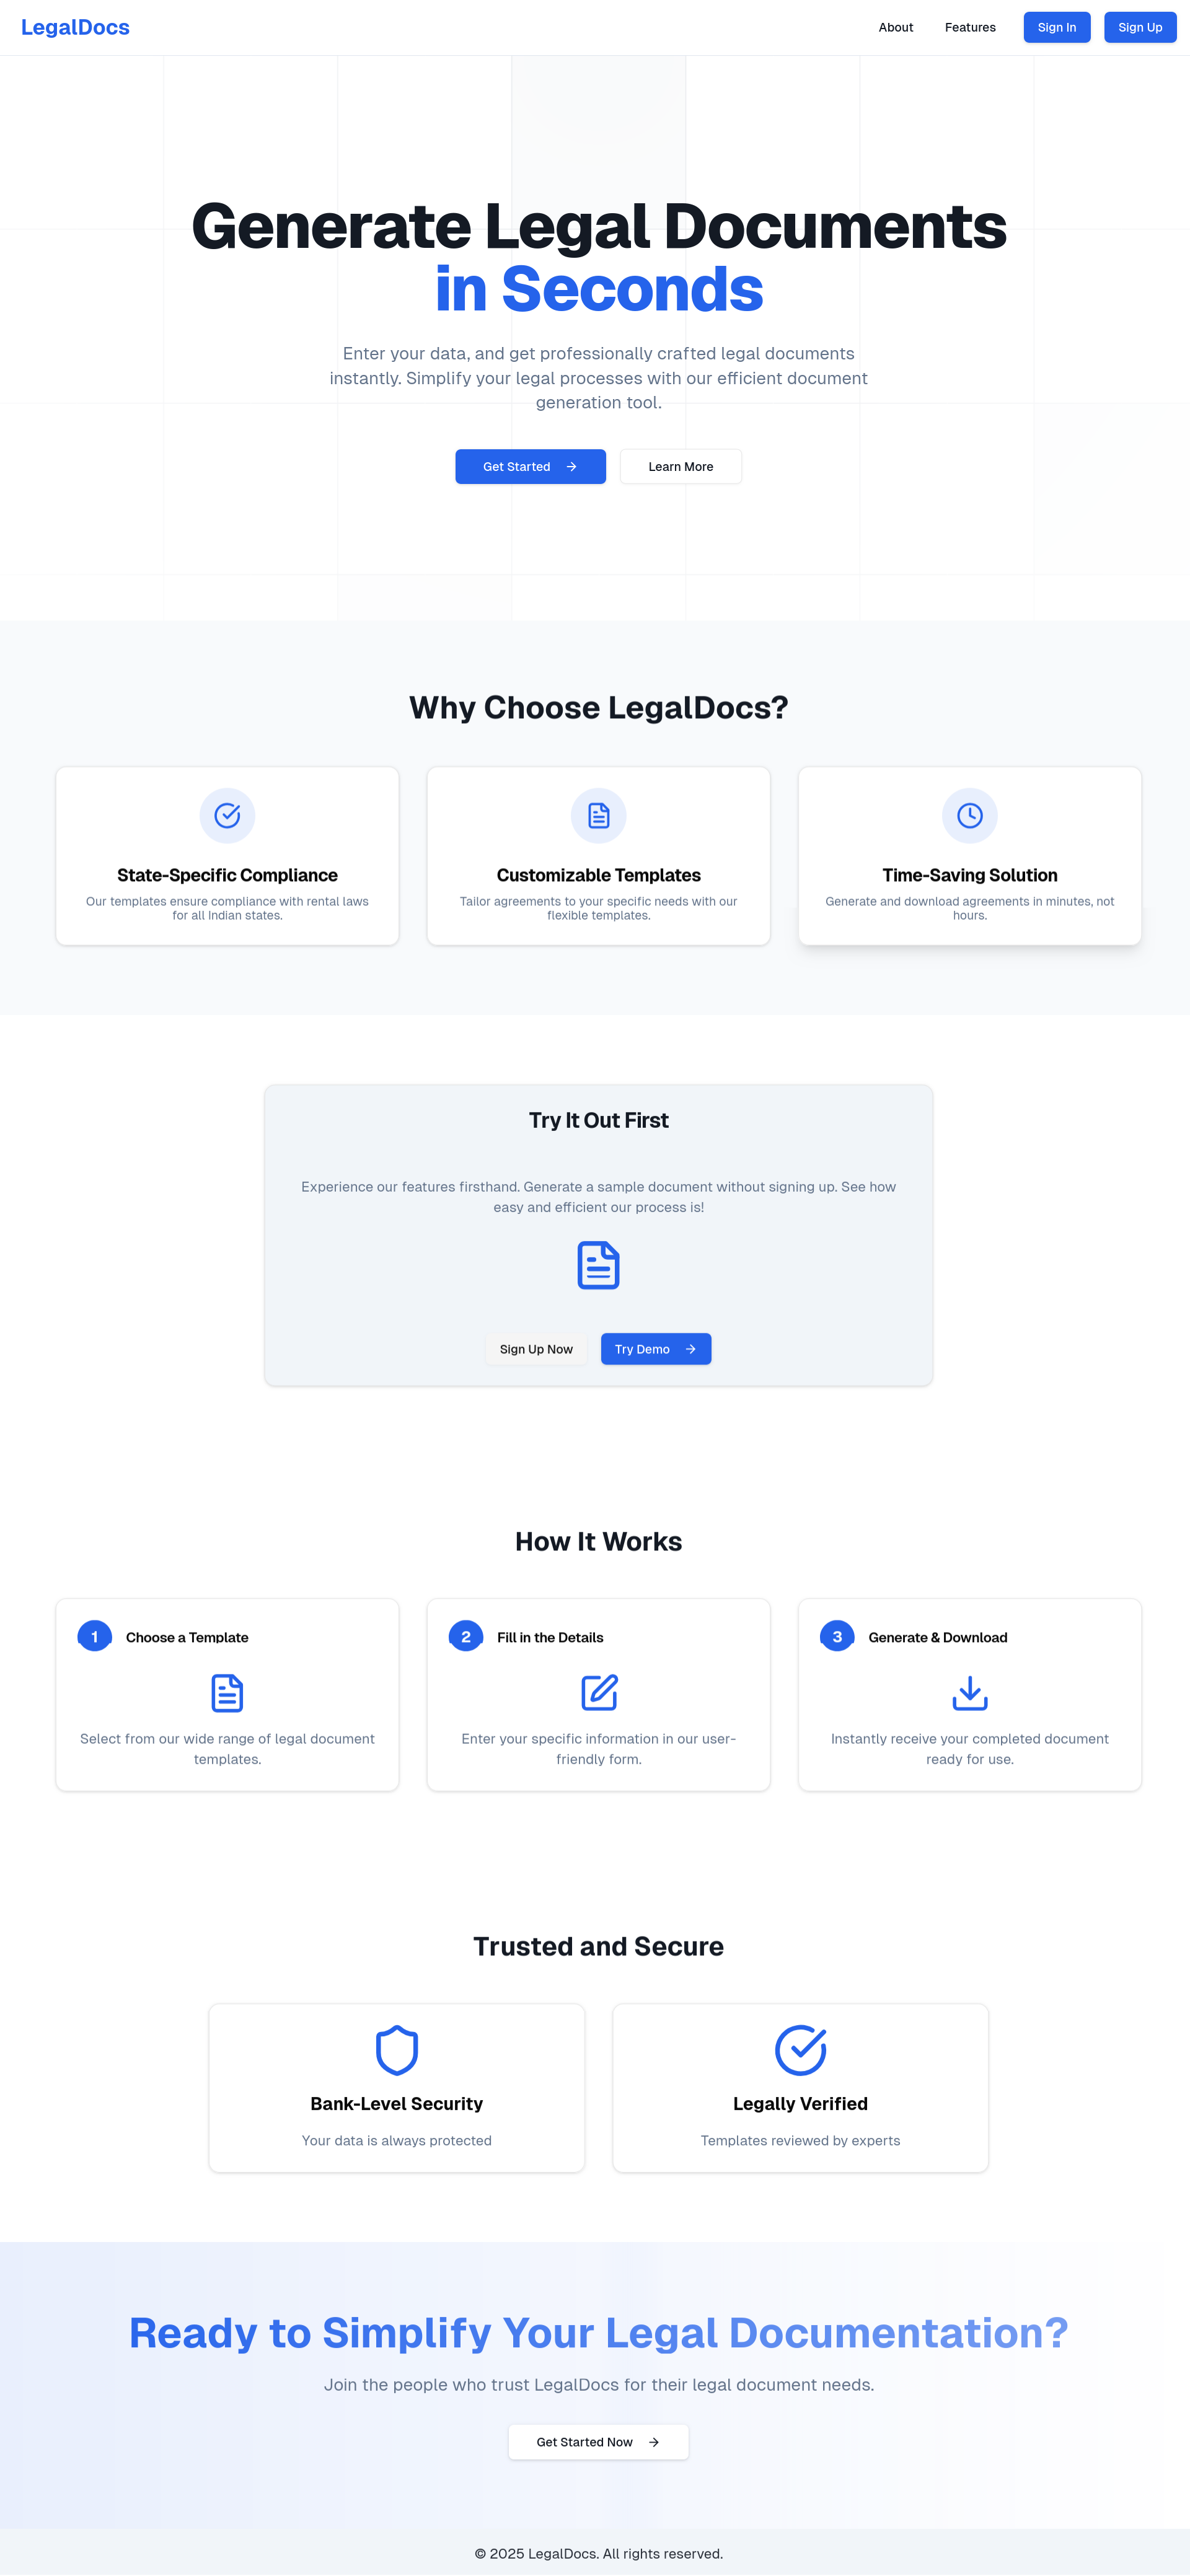 LegalDocs
About
Features
Sign In
Sign Up
Generate Legal Documents
in Seconds
Enter your data, and get professionally crafted legal documents
instantly. Simplify your legal processes with our efficient document
generation tool.
Get Started
Learn More
Why Choose LegalDocs?
State-Specific Compliance
Our templates ensure compliance with rental laws
for all Indian states.
Customizable Templates
Tailor agreements to your specific needs with our
flexible templates.
Time-Saving Solution
Generate and download agreements in minutes, not
hours.
Try It Out First
Experience our features firsthand. Generate a sample document without signing up. See how
easy and efficient our process is!
Sign Up Now
Try Demo
How It Works
1
Choose a Template
Select from our wide range of legal document
templates.
2
Fill in the Details
Enter your specific information in our user-
friendly form.
3
Generate & Download
Instantly receive your completed document
ready for use.
Trusted and Secure
Bank-Level Security
Your data is always protected
Legally Verified
Templates reviewed by experts
Ready to Simplify Your Legal Documentation?
Join the people who trust LegalDocs for their legal document needs.
Get Started Now
© 2025 LegalDocs. All rights reserved.